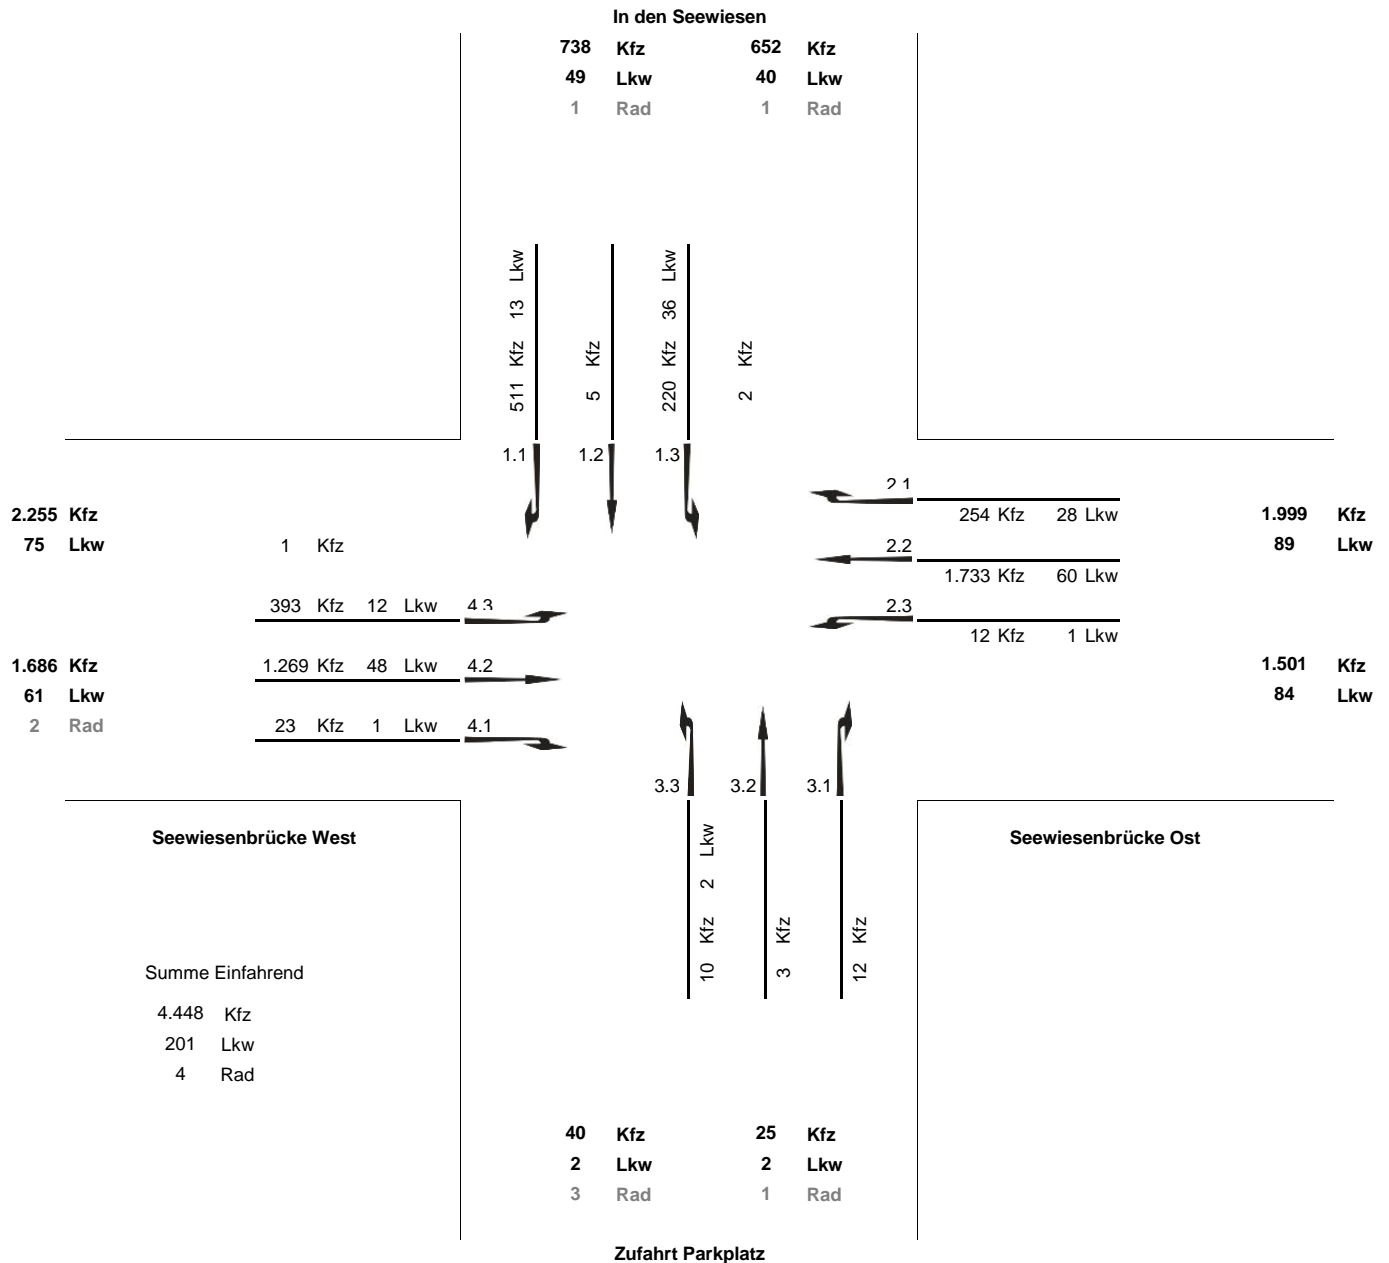 In den Seewiesen
738 Kfz 652 Kfz
49 Lkw 40 Lkw
1 Rad 1 Rad
511 Kfz 13 Lkw
5 Kfz
220 Kfz 36 Lkw
2 Kfz
1.1 1.2 1.3
2.1
254 Kfz 28 Lkw
2.2
1.733 Kfz 60 Lkw
2.3
12 Kfz 1 Lkw
2.255 Kfz
75 Lkw
1 Kfz
393 Kfz 12 Lkw 4.3
1.269 Kfz 48 Lkw 4.2
23 Kfz 1 Lkw 4.1
1.686 Kfz
61 Lkw
2 Rad
1.999 Kfz
89 Lkw
1.501 Kfz
84 Lkw
3.3 3.2 3.1
10 Kfz 2 Lkw
3 Kfz
12 Kfz
Seewiesenbrücke West
Seewiesenbrücke Ost
Summe Einfahrend
4.448 Kfz
201 Lkw
4 Rad
40 Kfz 25 Kfz
2 Lkw 2 Lkw
3 Rad 1 Rad
Zufahrt Parkplatz